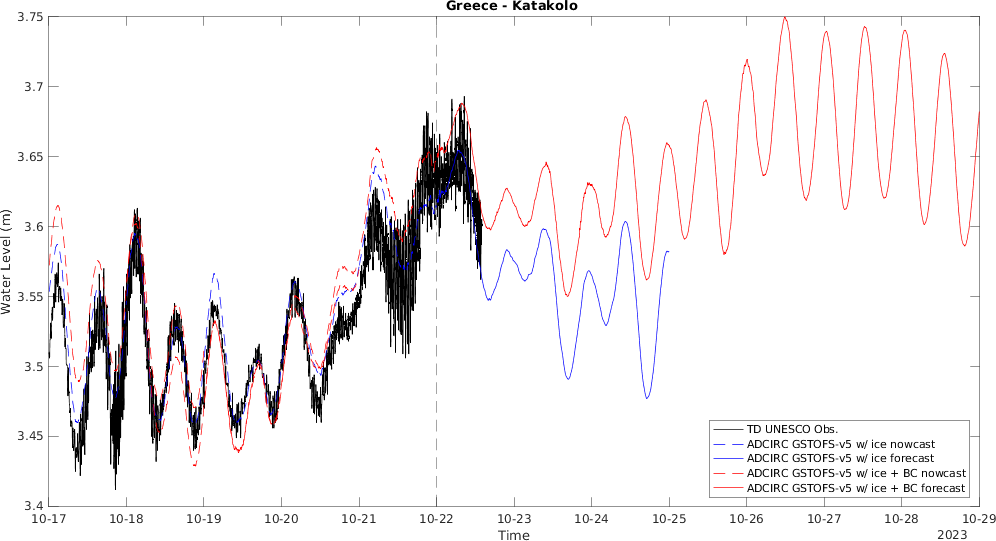 Greece - Katakolo
3.75
3.7
3.65
3.6
3.55
3.5
3.45
3.4
Water Level (m)
10-17 10-18 10-19 10-20 10-21 10-22 10-23 10-24 10-25 10-26 10-27 10-28 10-29
Time
2023
TD UNESCO Obs.
ADCIRC GSTOFS-v5 w/ ice nowcast
ADCIRC GSTOFS-v5 w/ ice forecast
ADCIRC GSTOFS-v5 w/ ice + BC nowcast
ADCIRC GSTOFS-v5 w/ ice + BC forecast